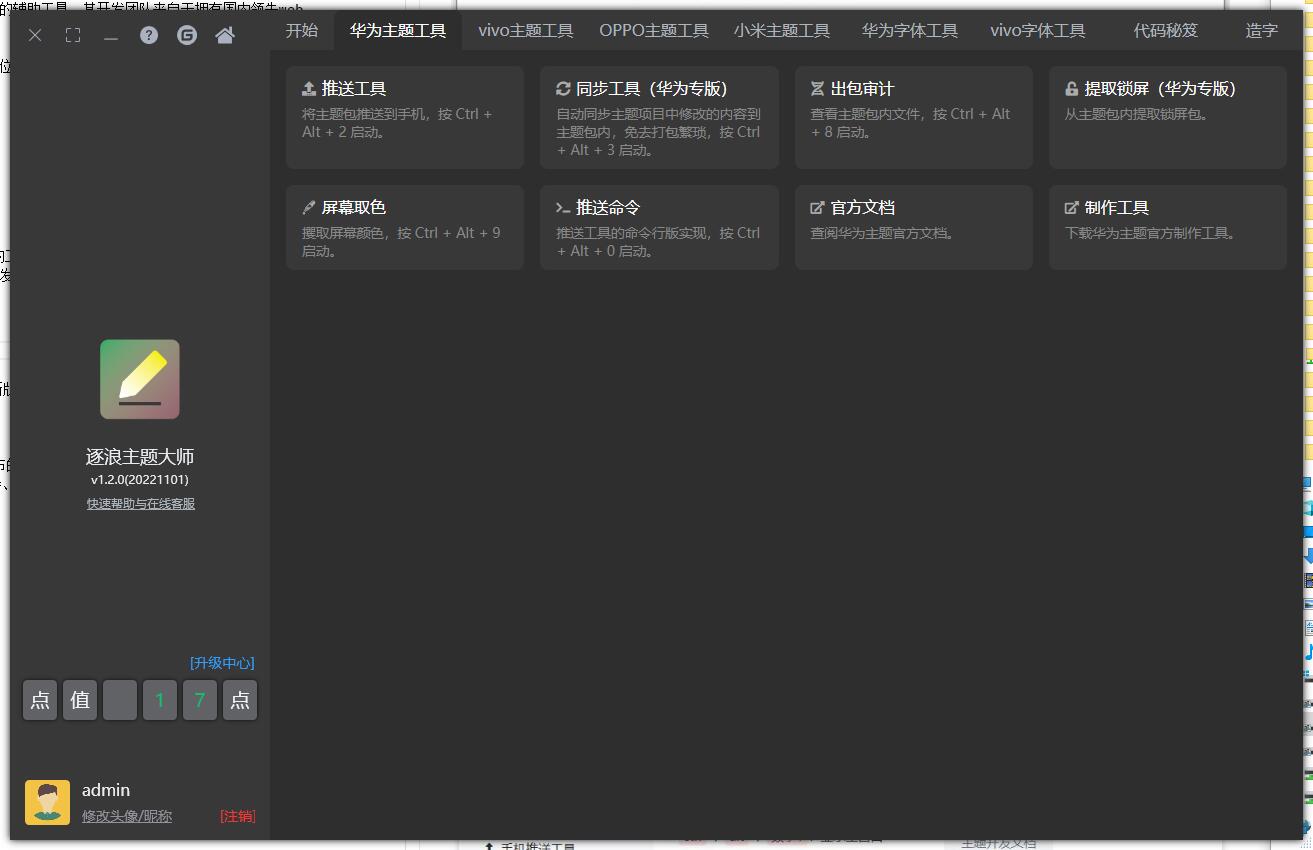 开始
华为主题工具
vivo主题工具
OPPO主题工具
小米主题工具
华为字体工具
vivo字体工具
代码秘笈
造字
推送工具
将主题包推送到手机，按 Ctrl +
Alt + 2 启动。
同步工具（华为专版）
自动同步主题项目中修改的内容到
主题包内，免去打包繁琐，按 Ctrl
+ Alt + 3 启动。
出包审计
查看主题包内文件，按 Ctrl + Alt
+ 8 启动。
提取锁屏（华为专版）
从主题包内提取锁屏包。
屏幕取色
撰取屏幕颜色，按 Ctrl + Alt + 9
启动。
推送命令
推送工具的命令行版实现，按 Ctrl
+ Alt + 0 启动。
官方文档
查阅华为主题官方文档。
制作工具
下载华为主题官方制作工具。
逐浪主题大师
v1.2.0(20221101)
快速帮助与在线客服
[升级中心]
点值 17点
admin
修改头像/昵称
[注销]
手机推送工具
主题开发文档